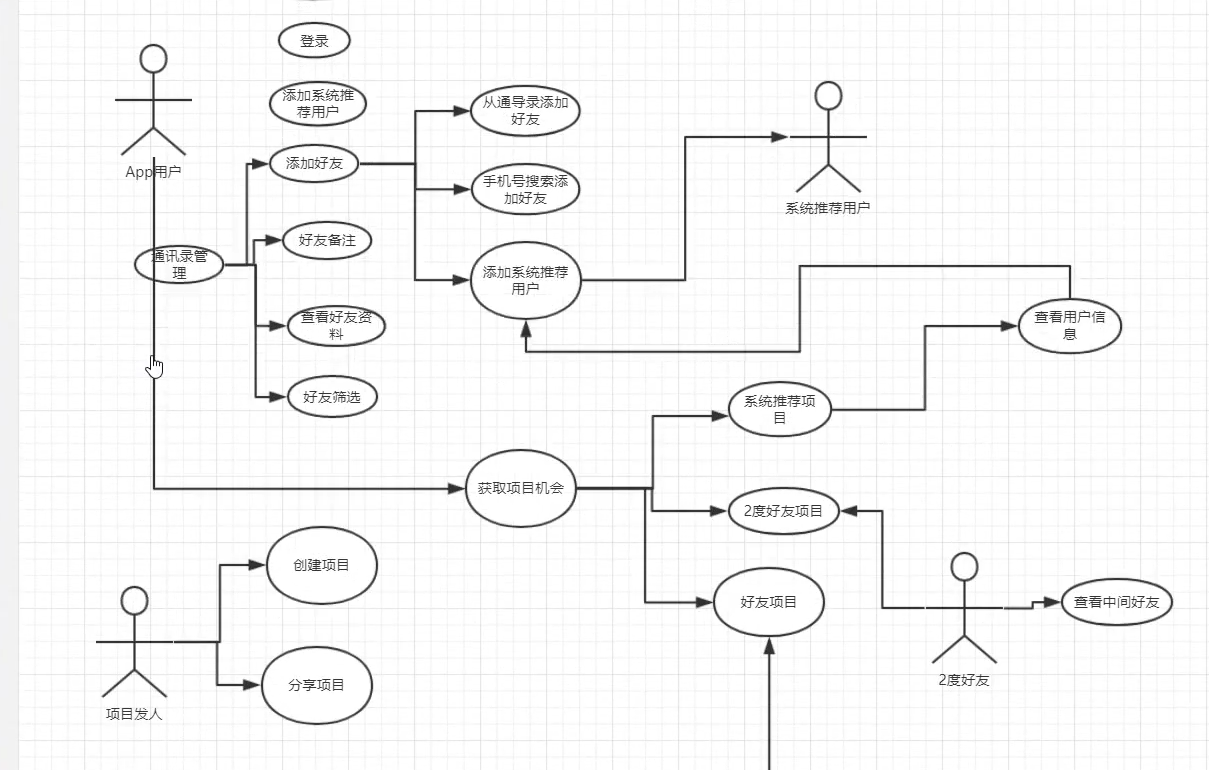 登录
添加系统推
荐用户
从通导录添加
好友
App用户
添加好友
手机号搜索添
加好友
系统推荐用户
通讯录管
理
好友备注
添加系统推荐
用户
查看好友资
料
查看用户信
息
好友筛选
系统推荐项
目
获取项目机会
2度好友项目
创建项目
好友项目
查看中间好友
分享项目
2度好友
项目发人